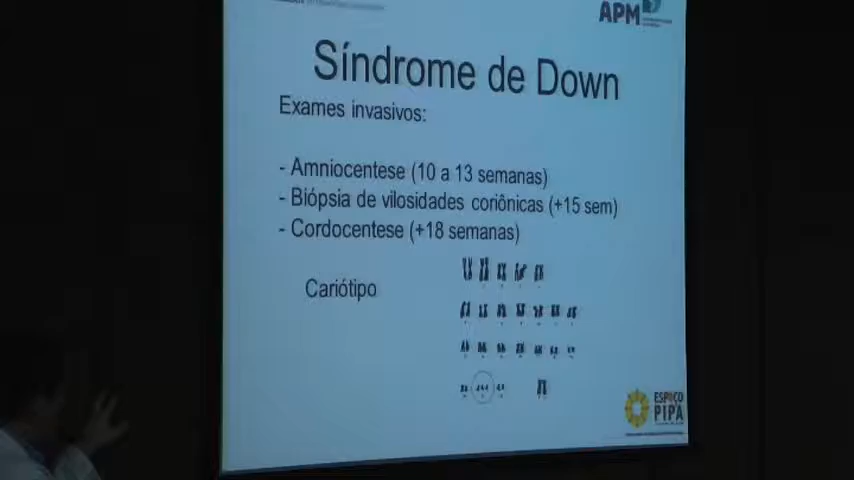 APM
Síndrome de Down
Exames invasivos:
- Amniocentese (10 a 13 semanas)
- Biópsia de vilosidades coriônicas (+15 sem)
- Cordocentese (+18 semanas)
Cariótipo
ESPAÇO
PIPA